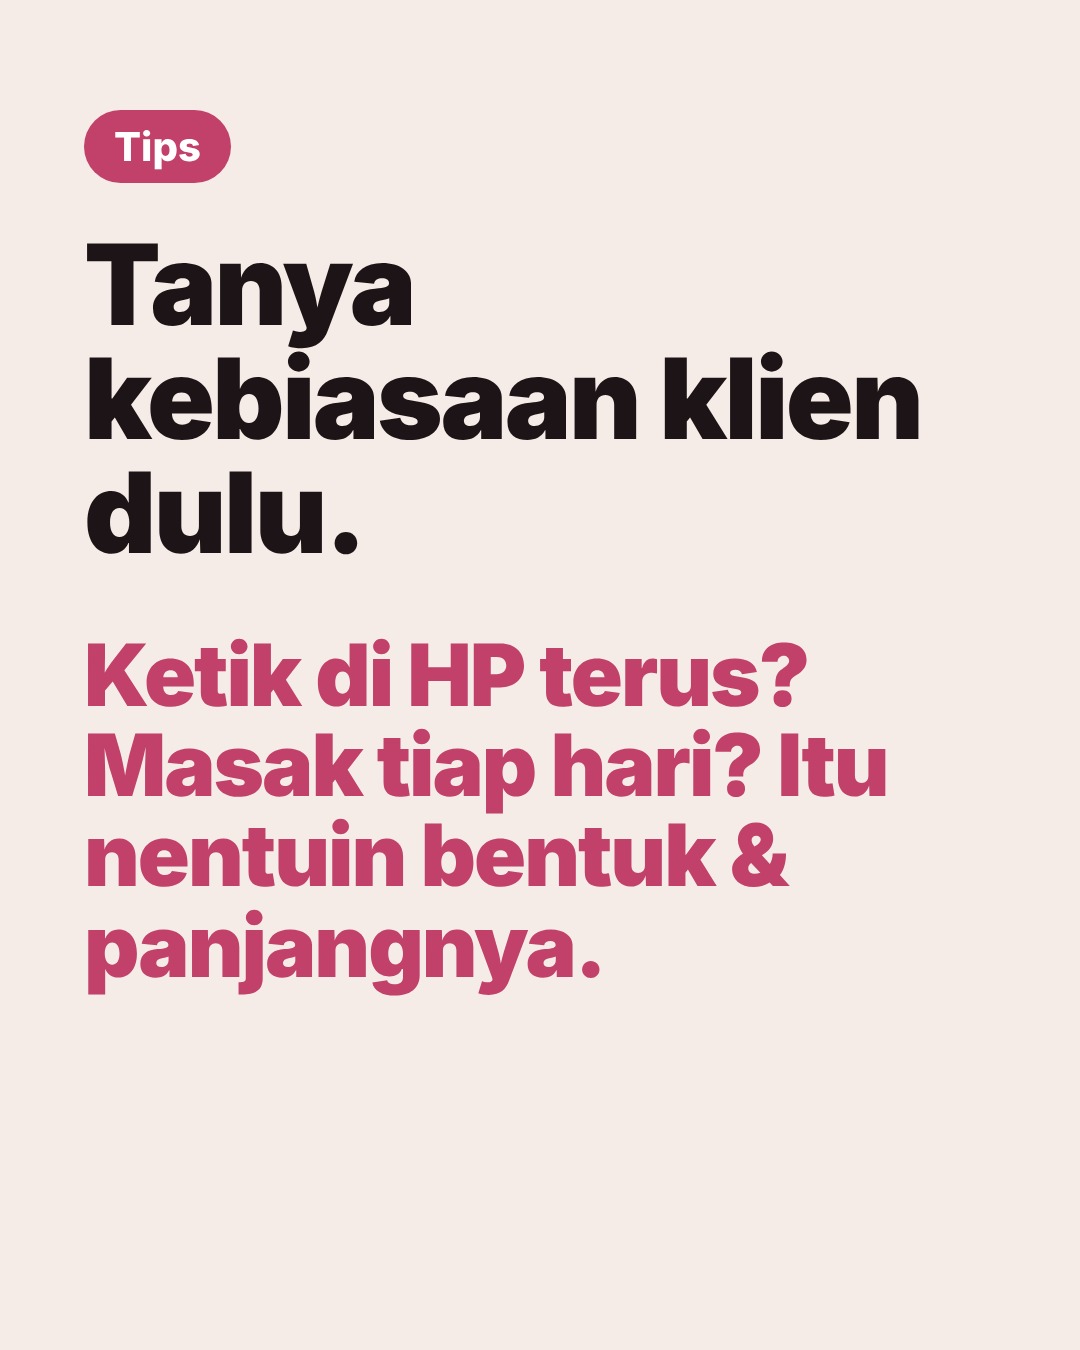 Tips
Tanya
kebiasaan klien
dulu.
Ketik di HP terus?
Masak tiap hari? Itu
nentuin bentuk &
panjangnya.